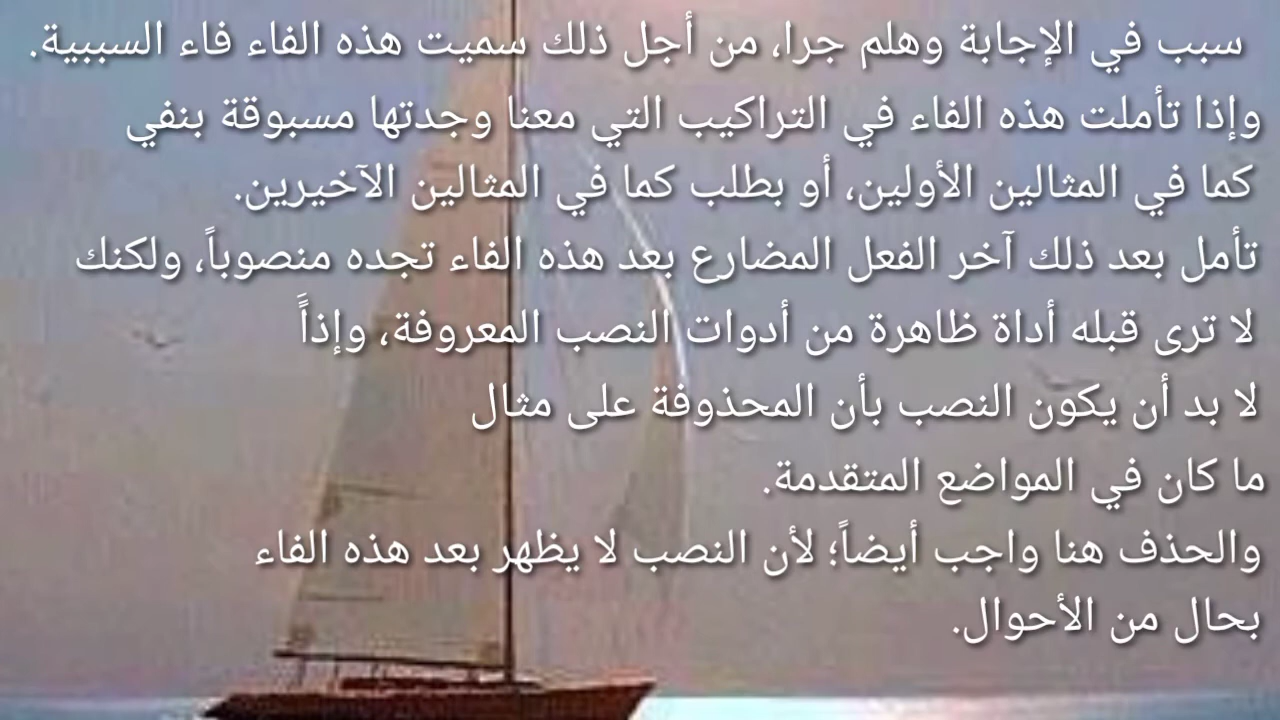 سبب في الإجابة وهلم جرا، من أجل ذلك سميت هذه الفاء فاء السببية.
وإذا تأملت هذه الفاء في التراكيب التي معنا وجدتها مسبوقة بنفي
كما في المثالين الأولين، أو بطلب كما في المثالين الآخيرين.
تأمل بعد ذلك آخر الفعل المضارع بعد هذه الفاء تجده منصوباً، ولكنك
لا ترى قبله أداة ظاهرة من أدوات النصب المعروفة، وإذاًَ
لا بد أن يكون النصب بأن المحذوفة على مثال
ما كان في المواضع المتقدمة.
والحذف هنا واجب أيضاً؛ لأن النصب لا يظهر بعد هذه الفاء
بحال من الأحوال.